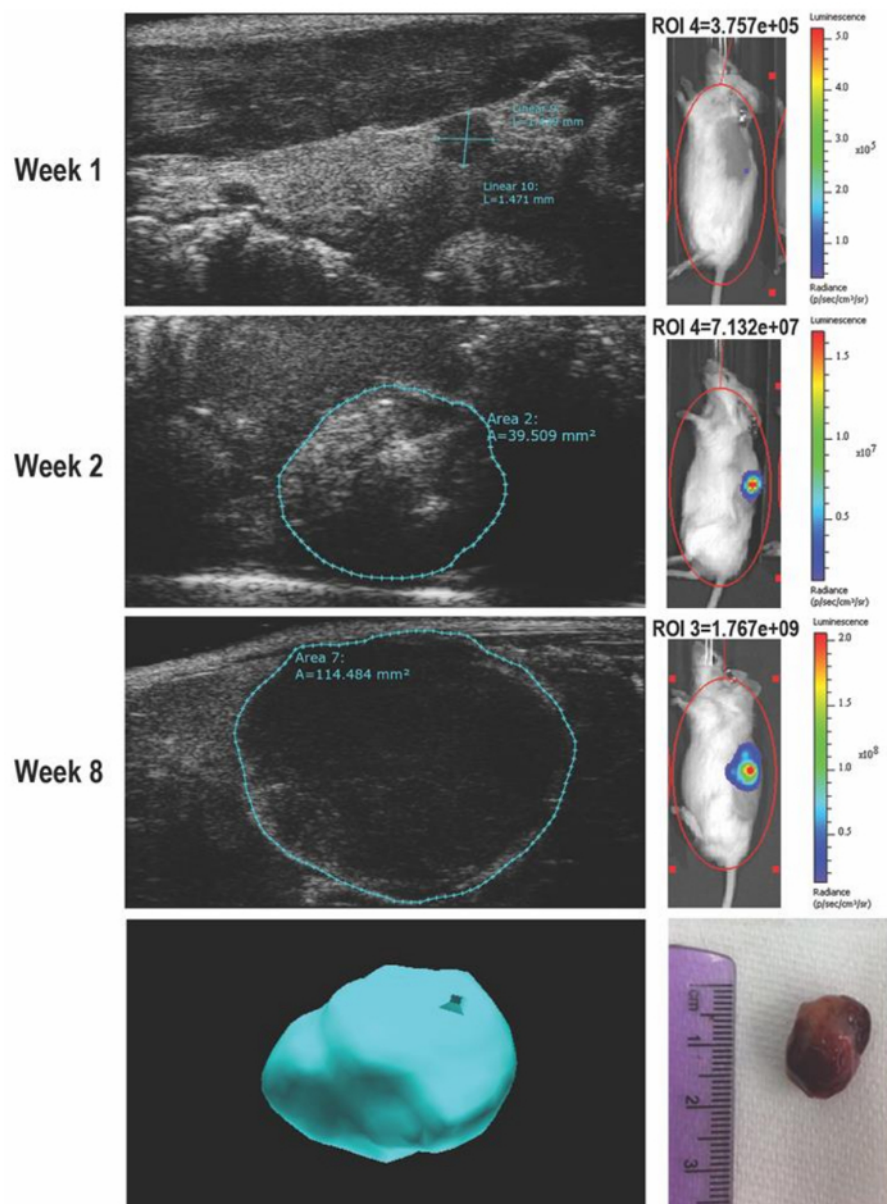 Week 1
Linear 10:
L=1.471 mm
ROI 4=3.757e+05
Luminescence
5.0
4.0
3.0
x10⁵
2.0
1.0
Radiance
(p/sec/cm²/sr)
Week 2
Area 2:
A=39.509 mm²
ROI 4=7.132e+07
Luminescence
1.5
1.0
x10⁷
0.5
Radiance
(p/sec/cm²/sr)
Week 8
Area 7:
A=114.484 mm²
ROI 3=1.767e+09
Luminescence
2.0
1.5
x10⁸
1.0
0.5
Radiance
(p/sec/cm²/sr)
cm
1
2
3